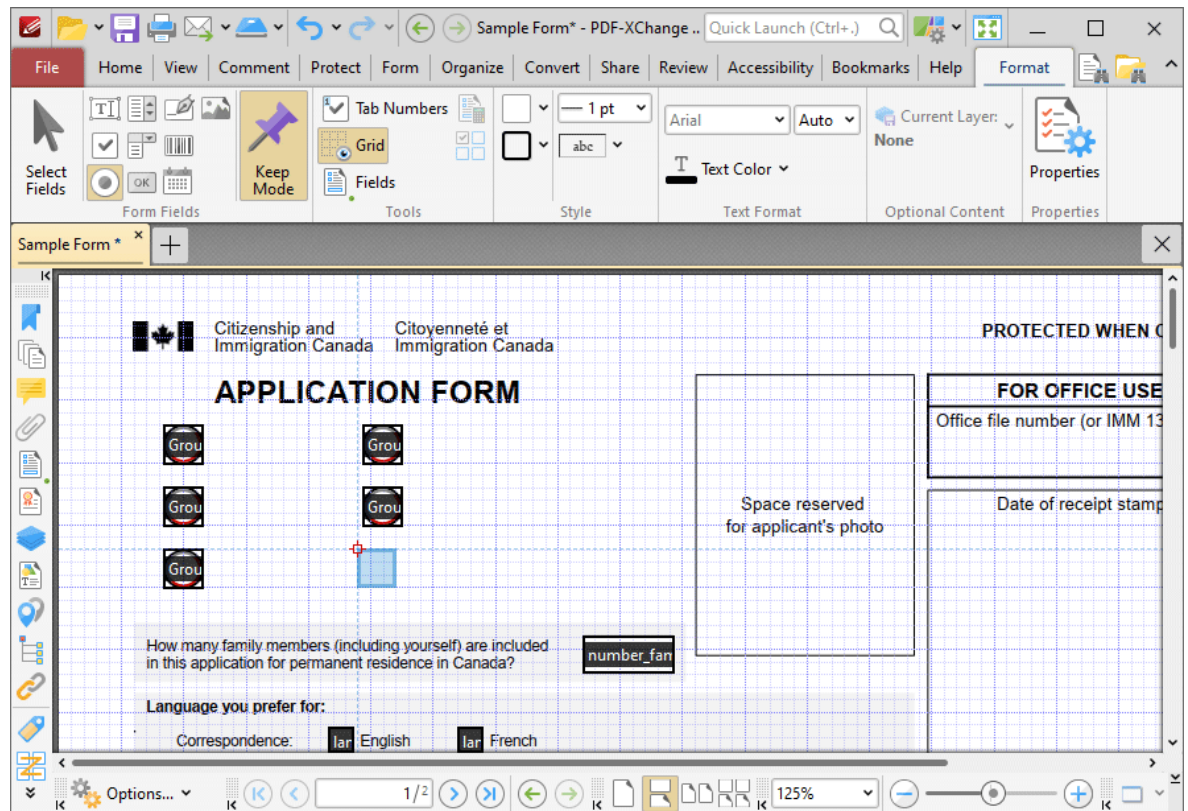 Sample Form* - PDF-XChange .. Quick Launch (Ctrl+.)
File Home View Comment Protect Form Organize Convert Share Review Accessibility Bookmarks Help Format
Select Fields
OK
Keep Mode
Tab Numbers
Grid
Fields
1 pt
abc
Arial Auto
Text Color
Current Layer:
None
Properties
Form Fields Tools Style Text Format Optional Content Properties
Sample Form *
Citizenship and Immigration Canada
Citoyenneté et Immigration Canada
PROTECTED WHEN
APPLICATION FORM
FOR OFFICE USE
Office file number (or IMM 13
Grou Grou
Grou Grou
Space reserved
for applicant's photo
Date of receipt stamp
Grou
How many family members (including yourself) are included
in this application for permanent residence in Canada?
number_fan
Language you prefer for:
Correspondence: lar English lar French
Options... 1/2 125%